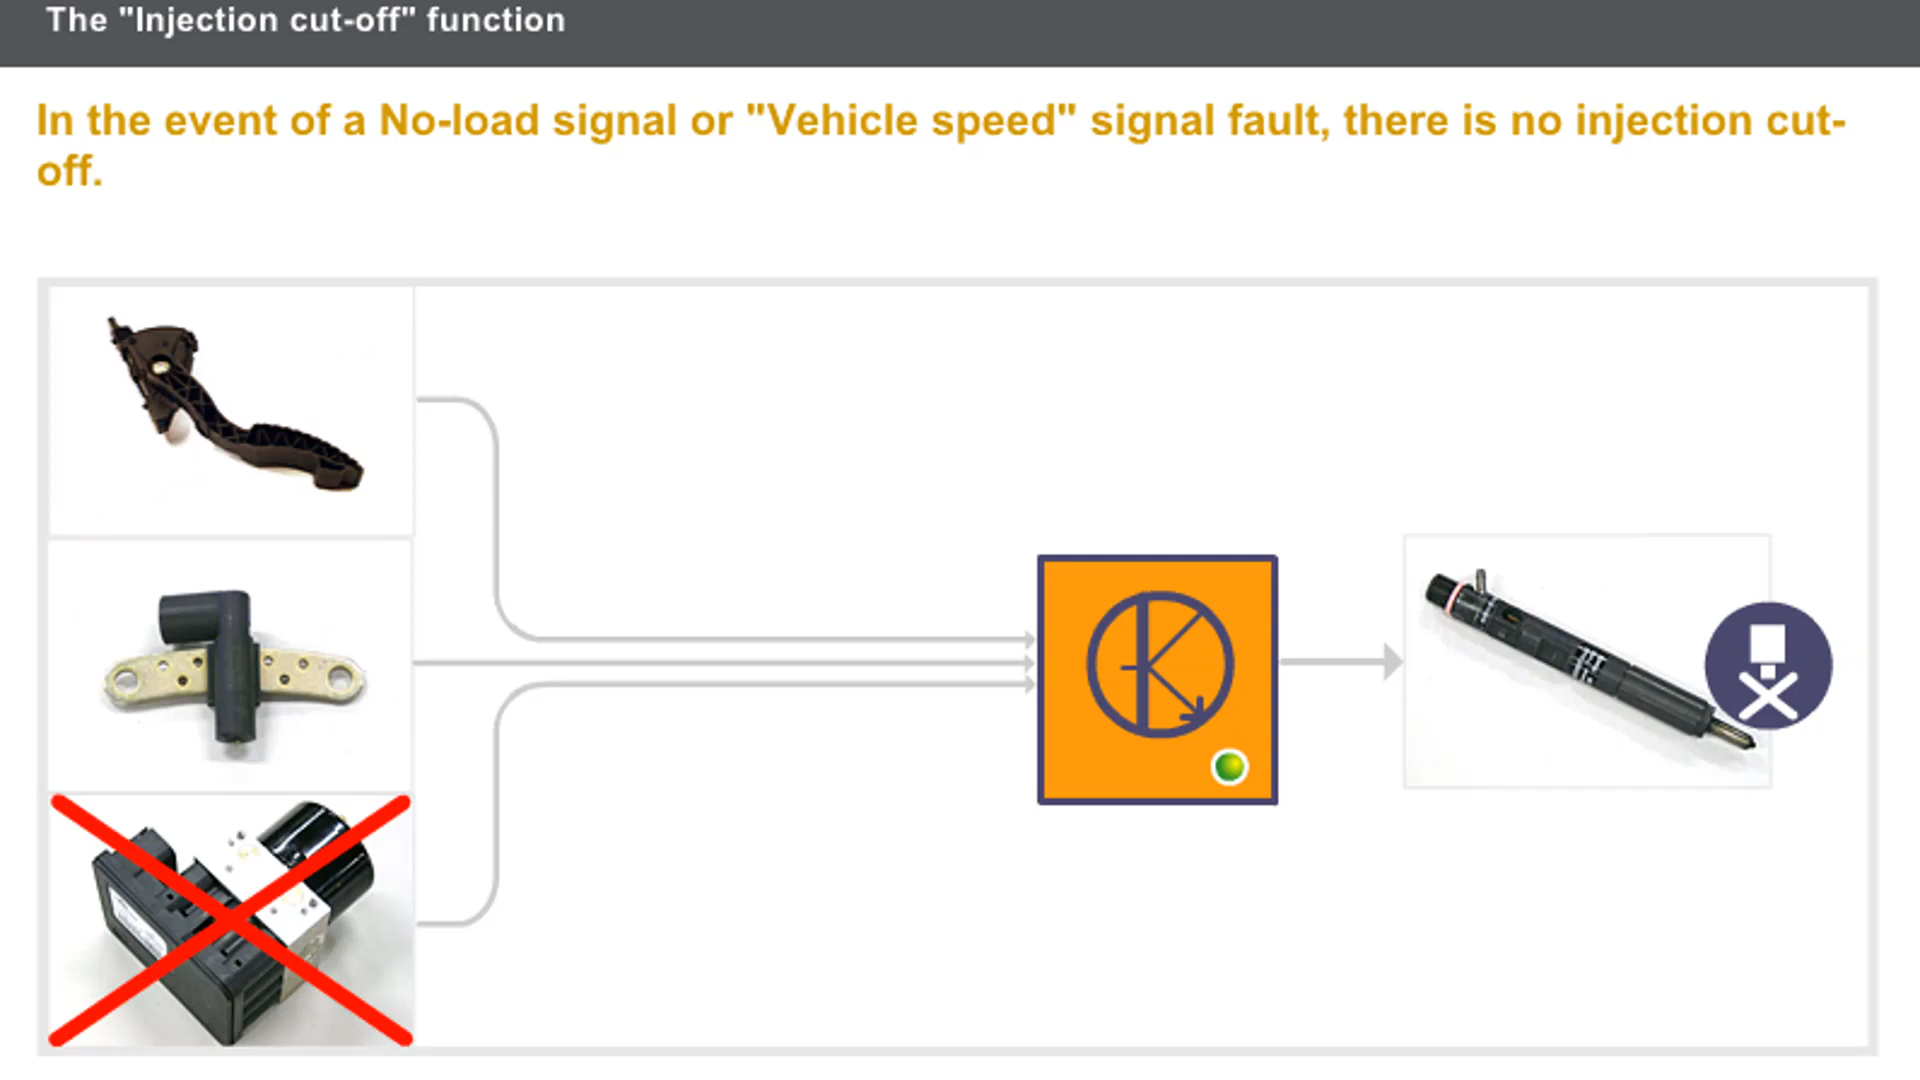 The "Injection cut-off" function
In the event of a No-load signal or "Vehicle speed" signal fault, there is no injection cut-
off.